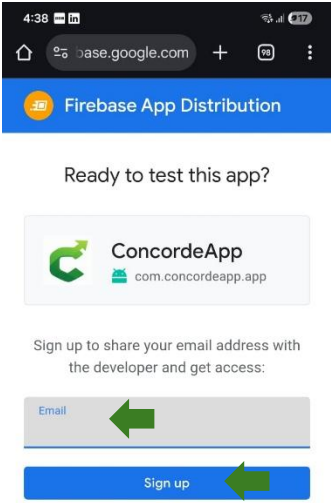 4:38
17
base.google.com
98
Firebase App Distribution
Ready to test this app?
ConcordeApp
com.concordeapp.app
Sign up to share your email address with
the developer and get access:
Email
Sign up